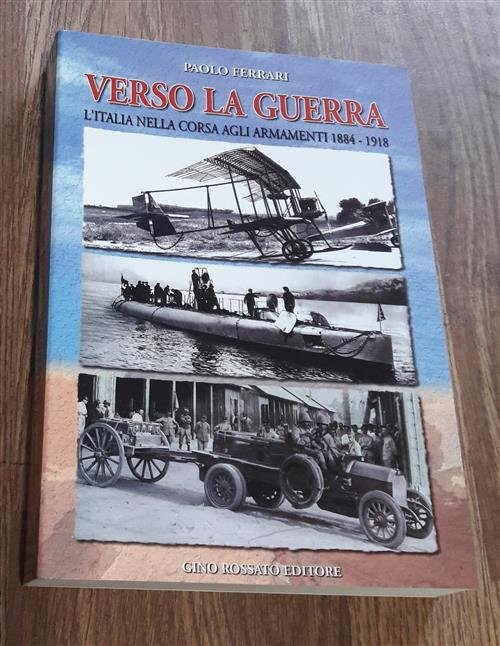 PAOLO FERRARI
VERSO LA GUERRA
L'ITALIA NELLA CORSA AGLI ARMAMENTI 1884 - 1918
GINO ROSSATO EDITORE